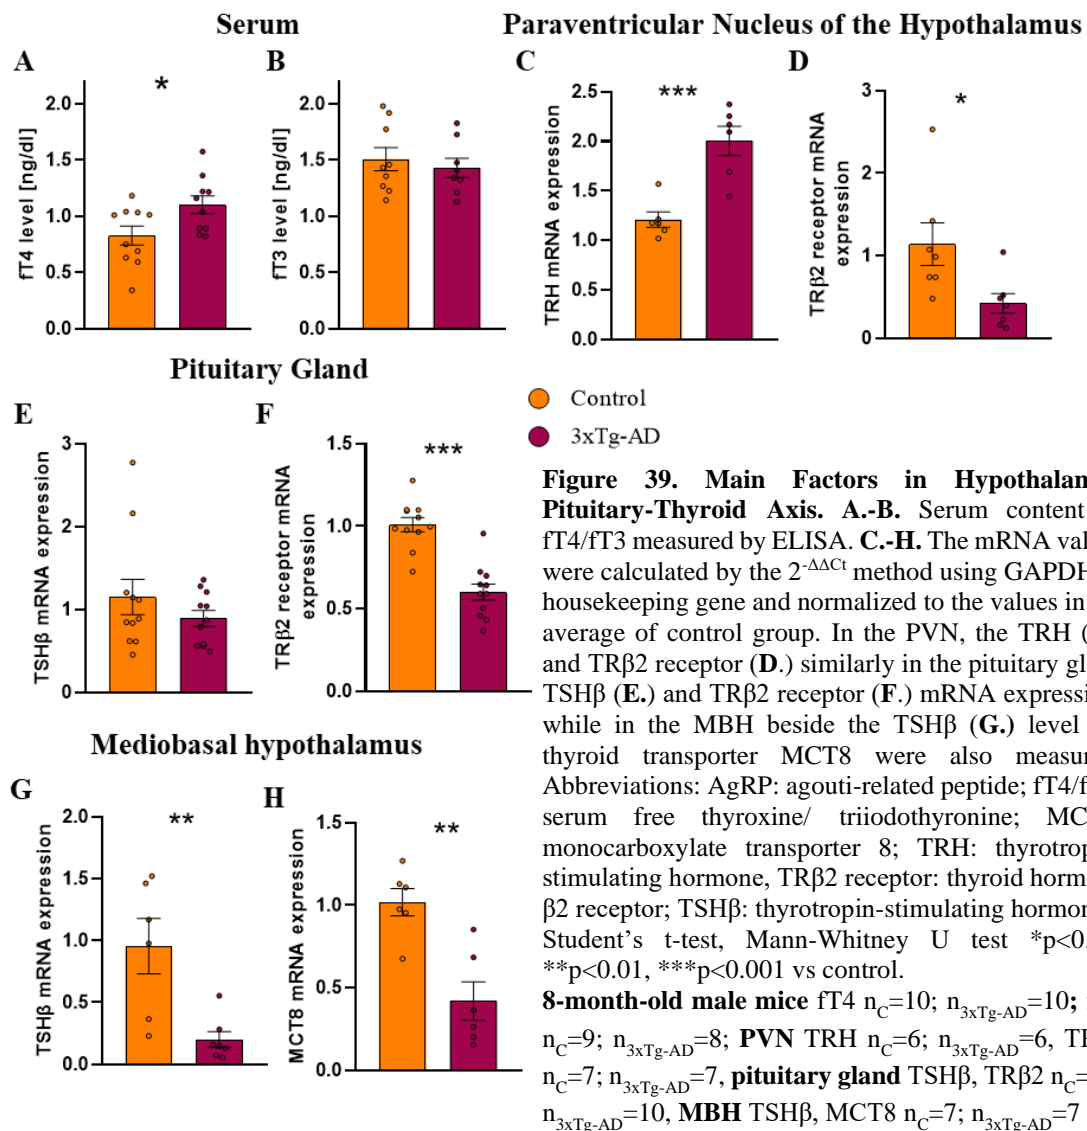 Serum
Paraventricular Nucleus of the Hypothalamus
A
*
fT4 level [ng/dl]
2.0
1.5
1.0
0.5
0.0
B
fT3 level [ng/dl]
2.0
1.5
1.0
0.5
0.0
C
***
TRH mRNA expression
2.5
2.0
1.5
1.0
0.5
0.0
D
*
TRβ2 receptor mRNA
expression
3
2
1
0
Pituitary Gland
E
TSHβ mRNA expression
3
2
1
0
F
***
TRβ2 receptor mRNA
expression
1.5
1.0
0.5
0.0
Control
3xTg-AD
Mediobasal hypothalamus
G
**
TSHβ mRNA expression
2.0
1.5
1.0
0.5
0.0
H
**
MCT8 mRNA expression
1.5
1.0
0.5
0.0
Figure 39. Main Factors in Hypothalan
Pituitary-Thyroid Axis. A.-B. Serum content
fT4/fT3 measured by ELISA. C.-H. The mRNA val
were calculated by the 2^-ΔΔCt method using GAPDH
housekeeping gene and normalized to the values in
average of control group. In the PVN, the TRH (
and TRβ2 receptor (D.) similarly in the pituitary gl
TSHβ (E.) and TRβ2 receptor (F.) mRNA expressi
while in the MBH beside the TSHβ (G.) level
thyroid transporter MCT8 were also measur
Abbreviations: AgRP: agouti-related peptide; fT4/f
serum free thyroxine/ triiodothyronine; MC
monocarboxylate transporter 8; TRH: thyrotrop
stimulating hormone, TRβ2 receptor: thyroid hormo
β2 receptor; TSHβ: thyrotropin-stimulating hormon
Student's t-test, Mann-Whitney U test *p<0.
**p<0.01, ***p<0.001 vs control.
8-month-old male mice fT4 nC=10; n3xTg-AD=10;
nC=9; n3xTg-AD=8; PVN TRH nC=6; n3xTg-AD=6, TR
nC=7; n3xTg-AD=7, pituitary gland TSHβ, TRβ2 nC=
n3xTg-AD=10, MBH TSHβ, MCT8 nC=7; n3xTg-AD=7